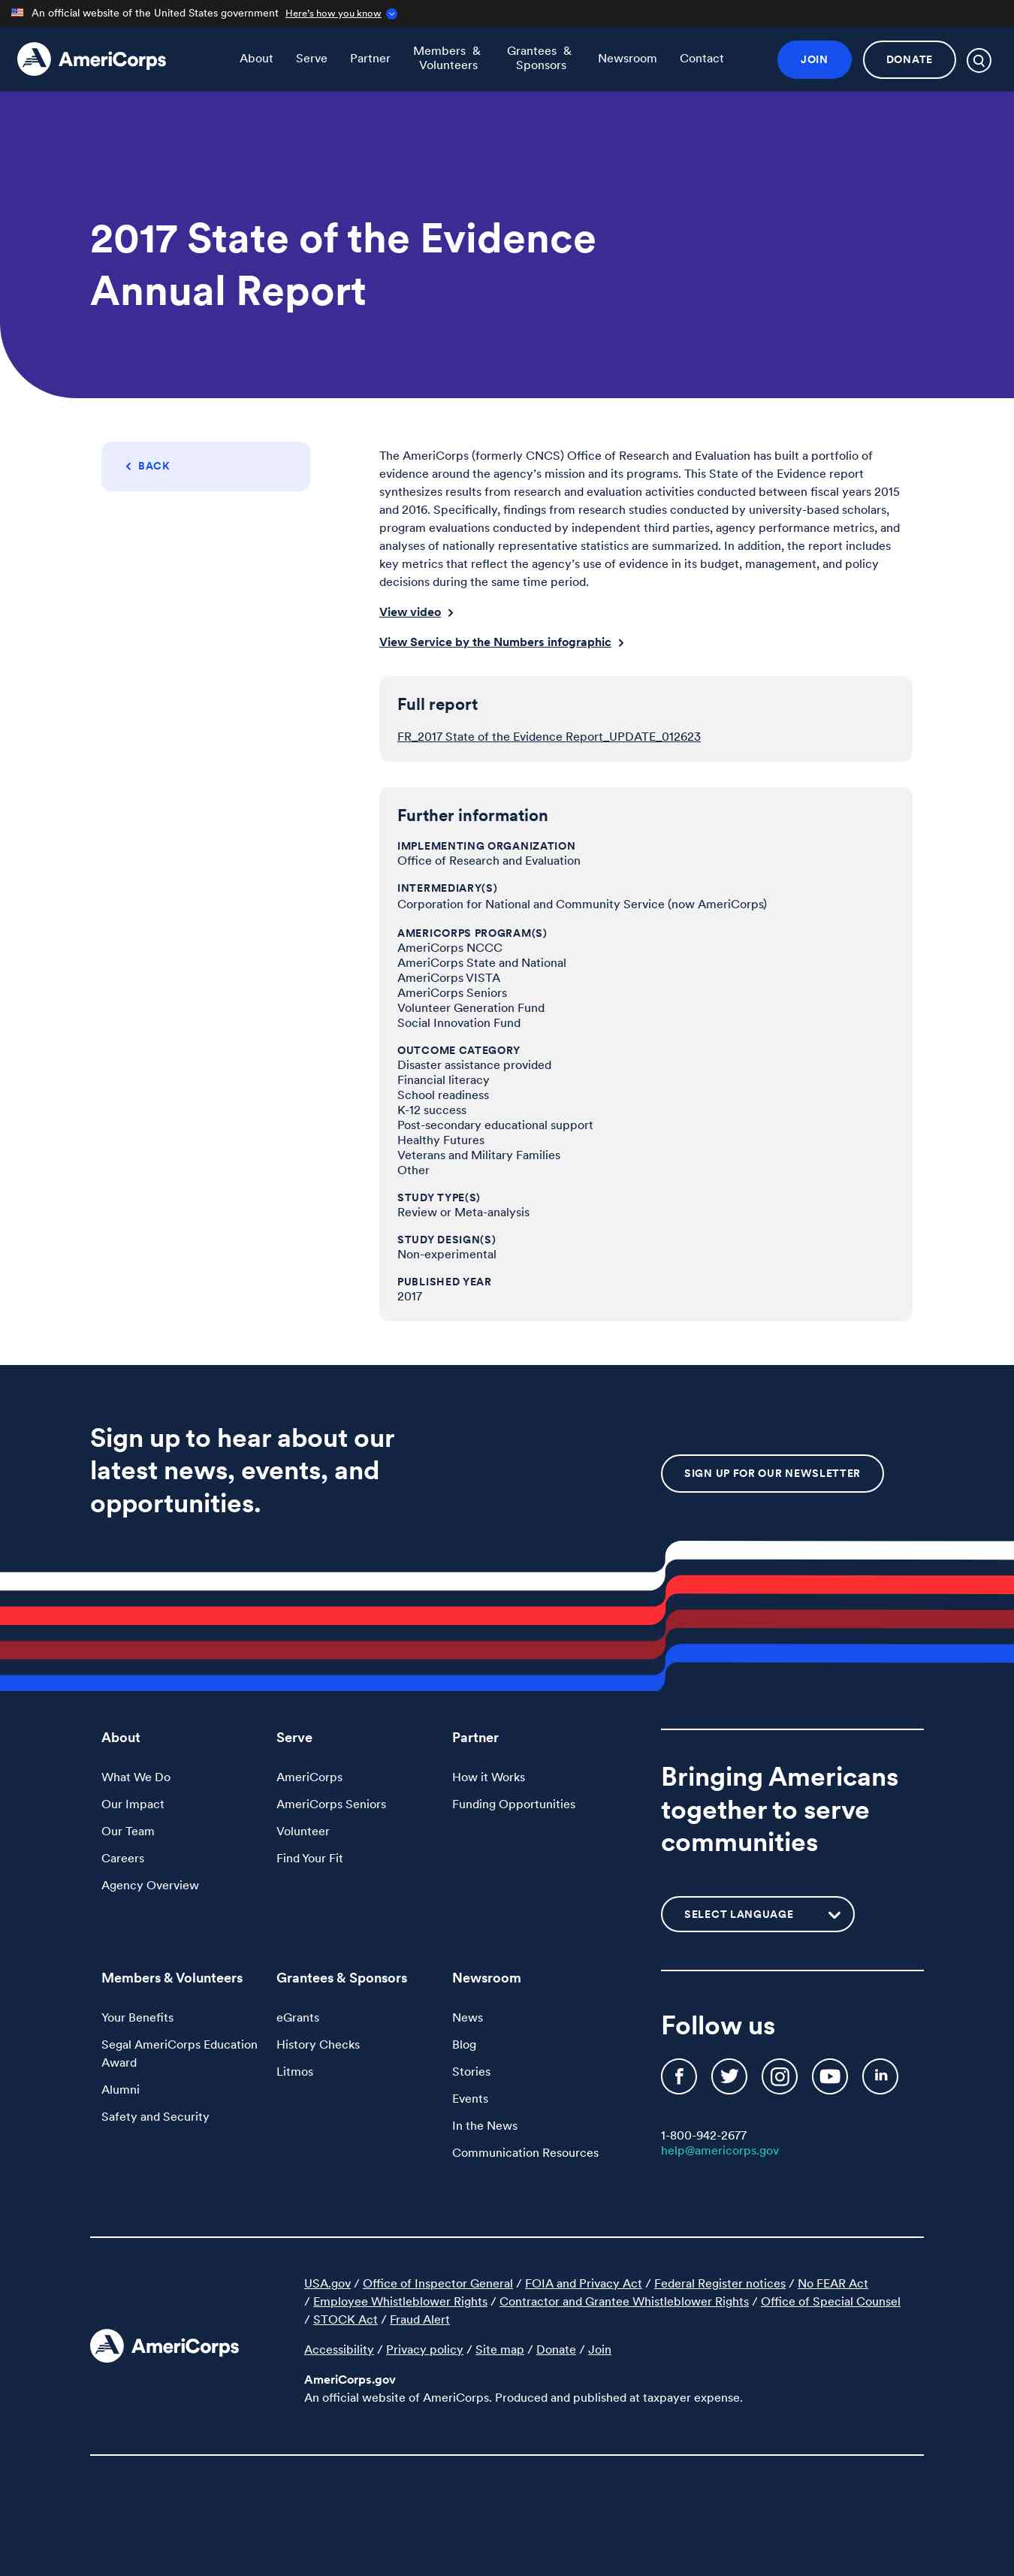 An official website of the United States government Here's how you know
AmeriCorps
About Serve Partner Members & Volunteers Grantees & Sponsors Newsroom Contact JOIN DONATE
2017 State of the Evidence
Annual Report
BACK
The AmeriCorps (formerly CNCS) Office of Research and Evaluation has built a portfolio of
evidence around the agency's mission and its programs. This State of the Evidence report
synthesizes results from research and evaluation activities conducted between fiscal years 2015
and 2016. Specifically, findings from research studies conducted by university-based scholars,
program evaluations conducted by independent third parties, agency performance metrics, and
analyses of nationally representative statistics are summarized. In addition, the report includes
key metrics that reflect the agency's use of evidence in its budget, management, and policy
decisions during the same time period.
View video
View Service by the Numbers infographic
Full report
FR_2017 State of the Evidence Report_UPDATE_012623
Further information
IMPLEMENTING ORGANIZATION
Office of Research and Evaluation
INTERMEDIARY(S)
Corporation for National and Community Service (now AmeriCorps)
AMERICORPS PROGRAM(S)
AmeriCorps NCCC
AmeriCorps State and National
AmeriCorps VISTA
AmeriCorps Seniors
Volunteer Generation Fund
Social Innovation Fund
OUTCOME CATEGORY
Disaster assistance provided
Financial literacy
School readiness
K-12 success
Post-secondary educational support
Healthy Futures
Veterans and Military Families
Other
STUDY TYPE(S)
Review or Meta-analysis
STUDY DESIGN(S)
Non-experimental
PUBLISHED YEAR
2017
Sign up to hear about our
latest news, events, and
opportunities.
SIGN UP FOR OUR NEWSLETTER
About
What We Do
Our Impact
Our Team
Careers
Agency Overview
Serve
AmeriCorps
AmeriCorps Seniors
Volunteer
Find Your Fit
Partner
How it Works
Funding Opportunities
Bringing Americans
together to serve
communities
SELECT LANGUAGE
Members & Volunteers
Your Benefits
Segal AmeriCorps Education
Award
Alumni
Safety and Security
Grantees & Sponsors
eGrants
History Checks
Litmos
Newsroom
News
Blog
Stories
Events
In the News
Communication Resources
Follow us
1-800-942-2677
help@americorps.gov
AmeriCorps
USA.gov / Office of Inspector General / FOIA and Privacy Act / Federal Register notices / No FEAR Act
/ Employee Whistleblower Rights / Contractor and Grantee Whistleblower Rights / Office of Special Counsel
/ STOCK Act / Fraud Alert
Accessibility / Privacy policy / Site map / Donate / Join
AmeriCorps.gov
An official website of AmeriCorps. Produced and published at taxpayer expense.